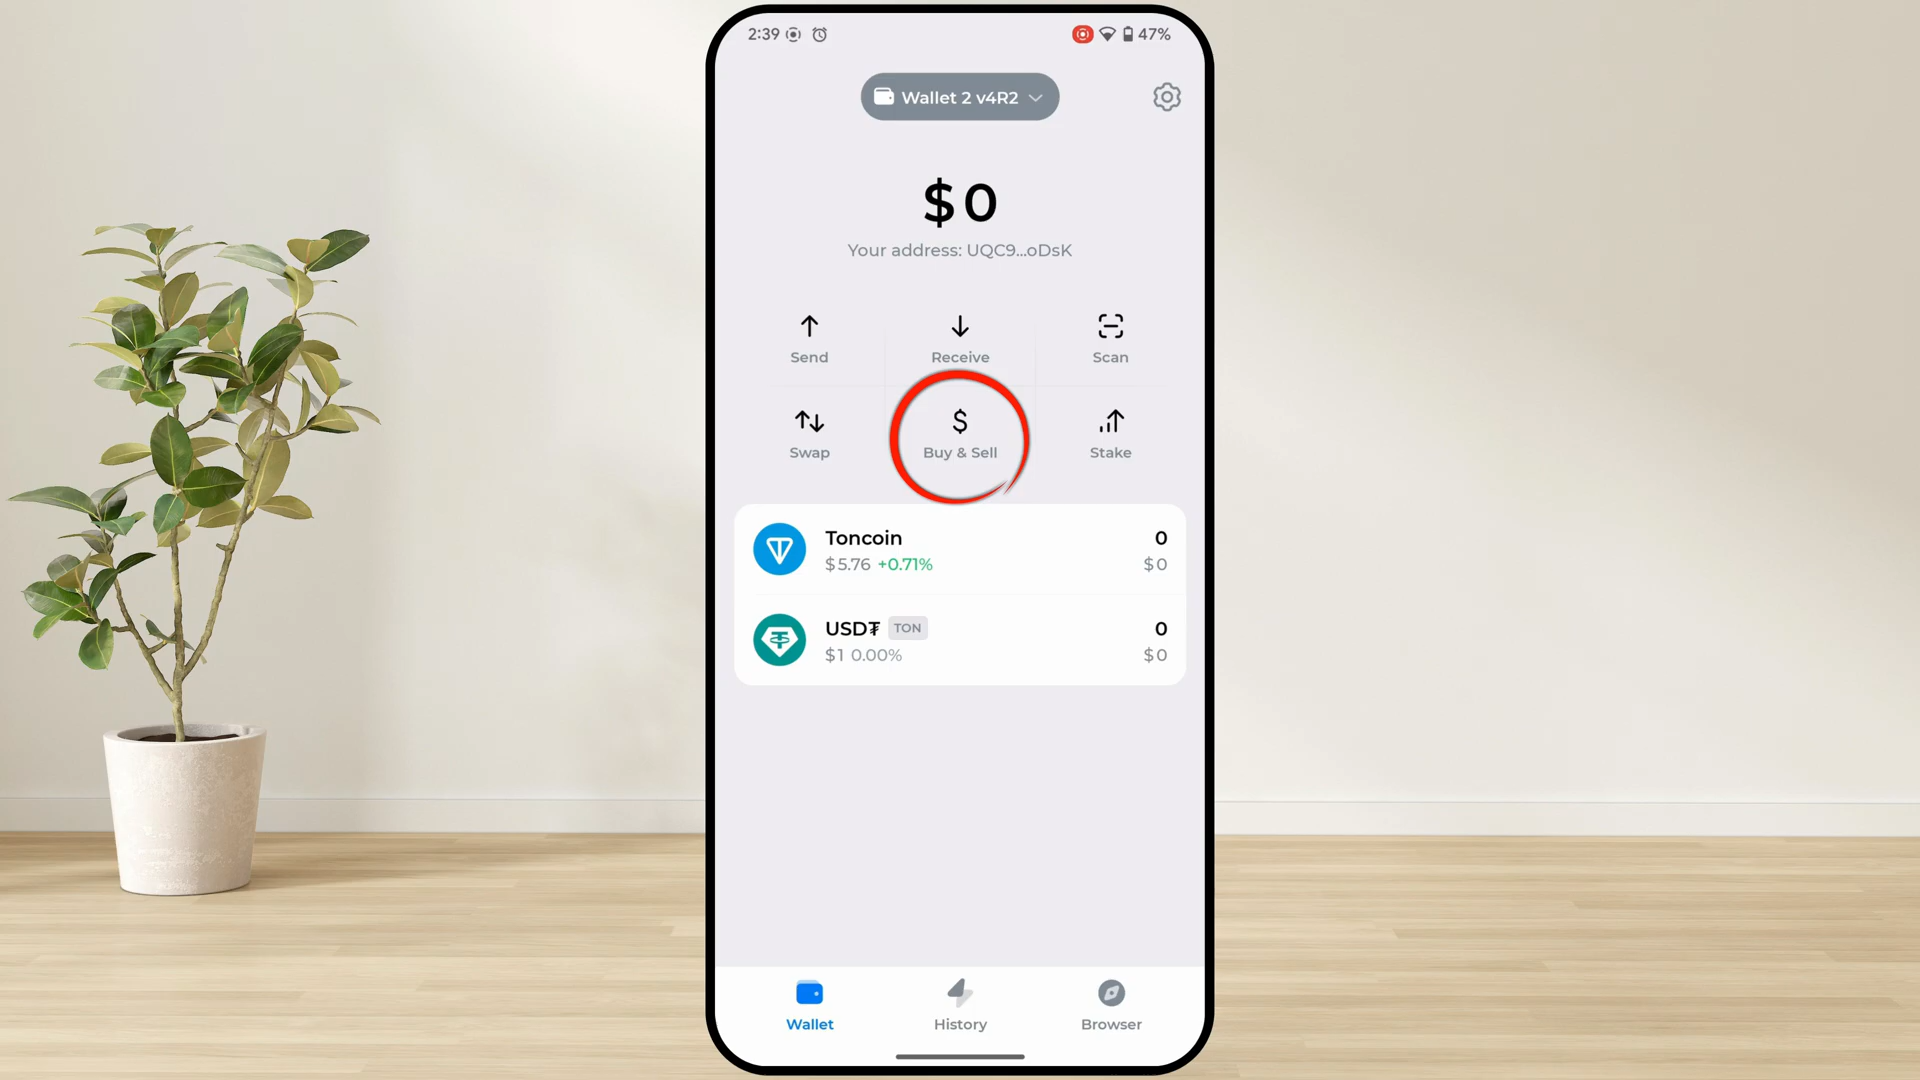 2:39
47%
Wallet 2 v4R2
$0
Your address: UQC9...oDsK
Send
Receive
Scan
Swap
$
Buy & Sell
Stake
Toncoin
0
$5.76 +0.71%
$0
USD₮ TON
0
$1 0.00%
$0
Wallet
History
Browser